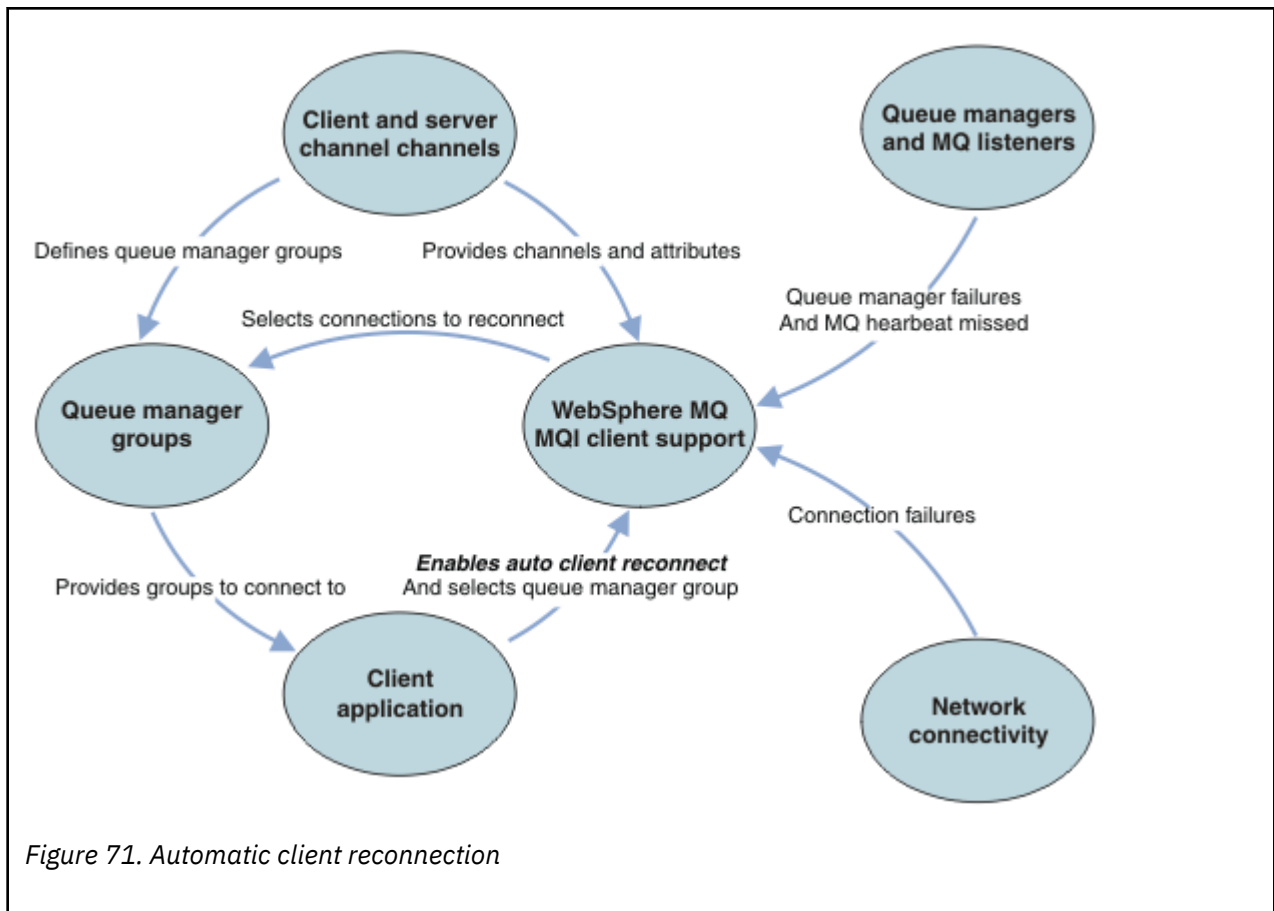 Client and server
channel channels
Queue managers
and MQ listeners
Defines queue manager groups
Provides channels and attributes
Queue manager failures
And MQ hearbeat missed
Selects connections to reconnect
Queue manager
groups
WebSphere MQ
MQI client support
Connection failures
Enables auto client reconnect
And selects queue manager group
Provides groups to connect to
Client
application
Network
connectivity
Figure 71. Automatic client reconnection